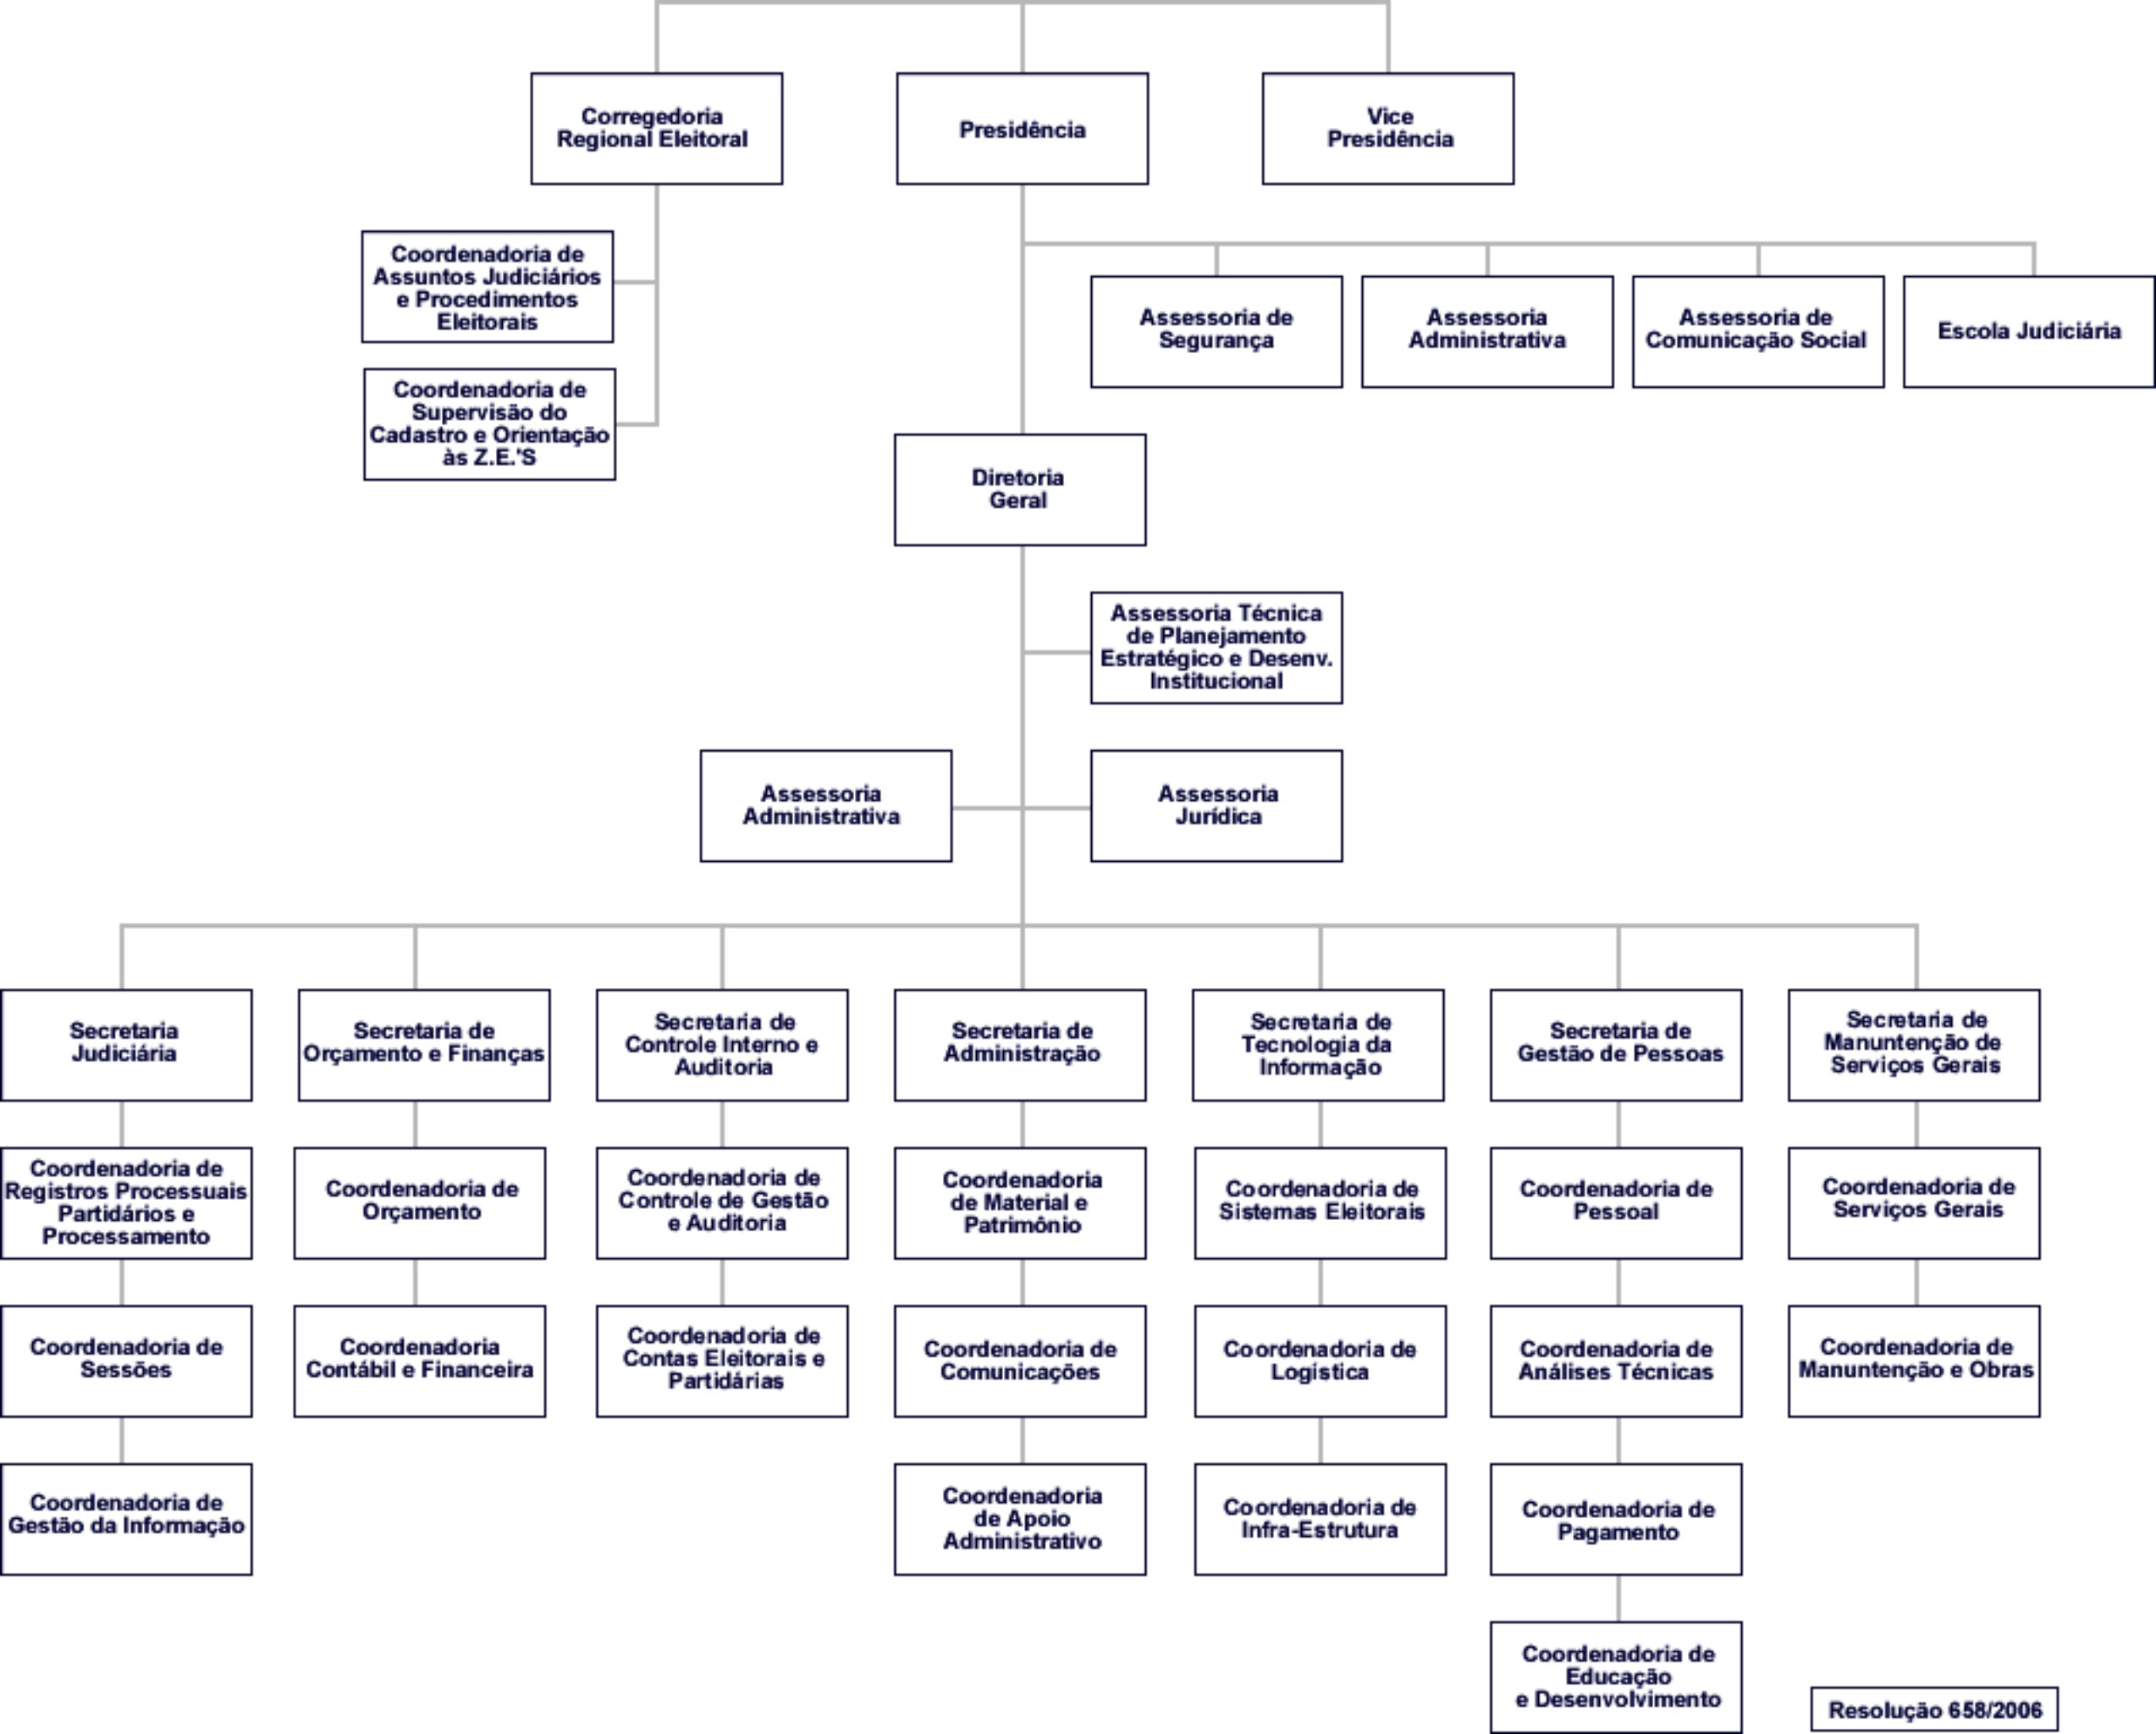 Corregedoria
Regional Eleitoral
Presidência
Vice
Presidência
Coordenadoria de
Assuntos Judiciários
e Procedimentos
Eleitorais
Assessoria de
Segurança
Assessoria
Administrativa
Assessoria de
Comunicação Social
Escola Judiciária
Coordenadoria de
Supervisão do
Cadastro e Orientação
às Z.E.'S
Diretoria
Geral
Assessoria Técnica
de Planejamento
Estratégico e Desenv.
Institucional
Assessoria
Administrativa
Assessoria
Jurídica
Secretaria
Judiciária
Secretaria de
Orçamento e Finanças
Secretaria de
Controle Interno e
Auditoria
Secretaria de
Administração
Secretaria de
Tecnologia da
Informação
Secretaria de
Gestão de Pessoas
Secretaria de
Manuntenção de
Serviços Gerais
Coordenadoria de
Registros Processuais
Partidários e
Processamento
Coordenadoria de
Orçamento
Coordenadoria de
Controle de Gestão
e Auditoria
Coordenadoria
de Material e
Patrimônio
Coordenadoria de
Sistemas Eleitorais
Coordenadoria de
Pessoal
Coordenadoria de
Serviços Gerais
Coordenadoria de
Sessões
Coordenadoria
Contábil e Financeira
Coordenadoria de
Contas Eleitorais e
Partidárias
Coordenadoria de
Comunicações
Coordenadoria de
Logística
Coordenadoria de
Análises Técnicas
Coordenadoria de
Manuntenção e Obras
Coordenadoria de
Gestão da Informação
Coordenadoria
de Apoio
Administrativo
Coordenadoria de
Infra-Estrutura
Coordenadoria de
Pagamento
Coordenadoria de
Educação
e Desenvolvimento
Resolução 658/2006